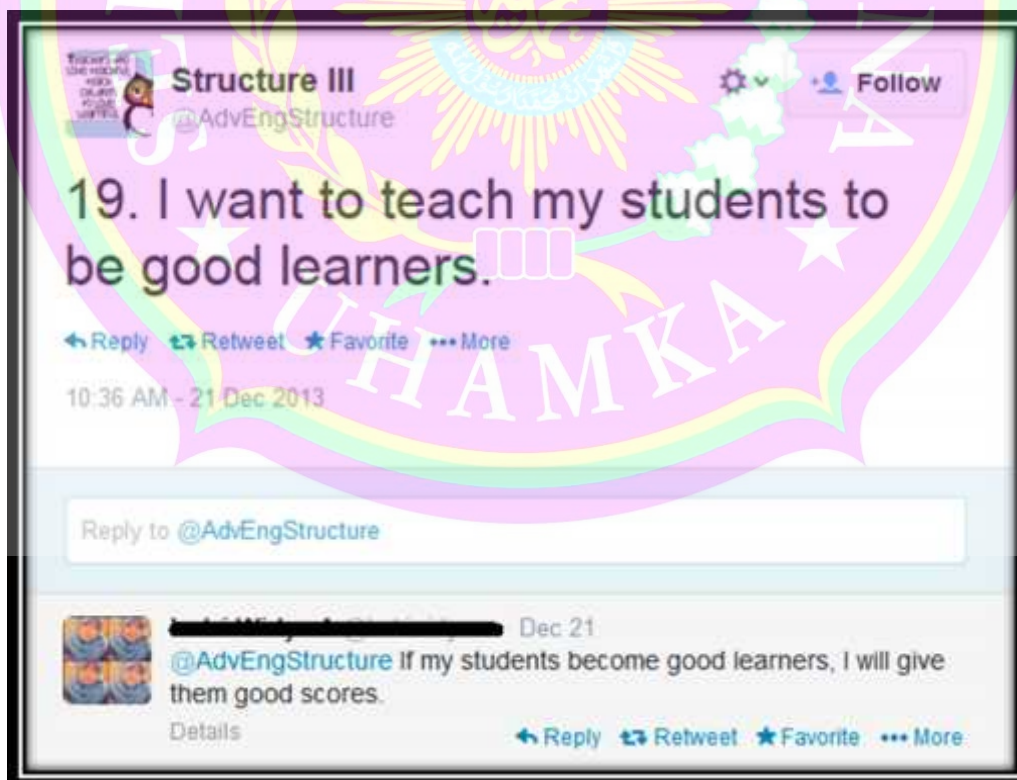 Structure III
@AdvEngStructure
Follow
19. I want to teach my students to
be good learners.
Reply Retweet Favorite More
10:36 AM - 21 Dec 2013
UHAMKA
Reply to @AdvEngStructure
Dec 21
@AdvEngStructure If my students become good learners, I will give
them good scores.
Details
Reply Retweet Favorite More